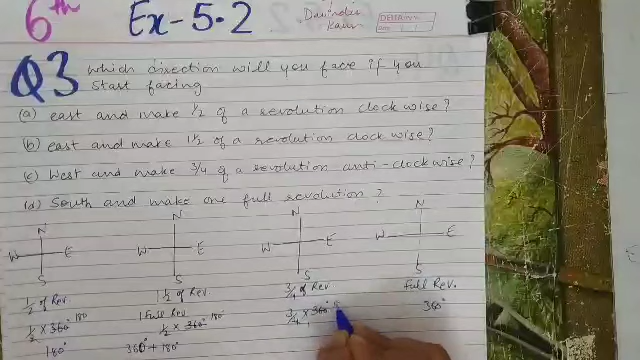 6th Ex-5.2 Davinder Kaur
Q3 which direction will you face if you
start facing
(a) east and make 1/2 of a revolution clockwise?
(b) east and make 1 1/2 of a revolution clockwise?
(c) West and make 3/4 of a revolution anti-clockwise?
(d) South and make one full revolution?
N N N N
W E W E W E W E
S S S S
1/2 of Rev 1 1/2 of Rev 3/4 of Rev Full Rev.
1/2 × 360° 180 1 Full Rev 1/2 × 360° 180 3/4 × 360° 360°
180° 360° + 180°